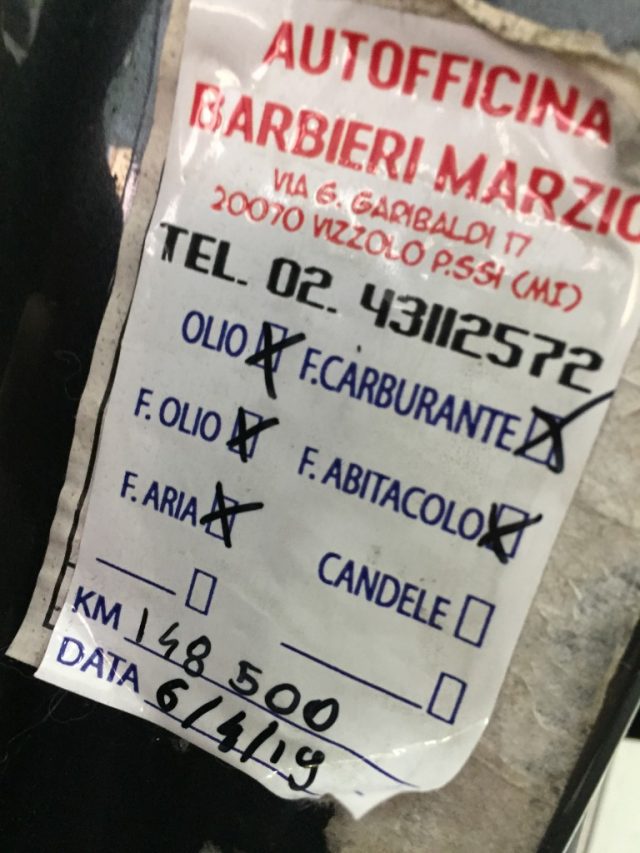 AUTOFFICINA
BARBIERI MARZIO
VIA G. GARIBALDI 17
20070 VIZZOLO P.SSI (MI)
TEL. 02. 43112572
OLIO F.CARBURANTE
F. OLIO F. ABITACOLO
F. ARIA CANDELE
KM 148 500
DATA 6/4/19